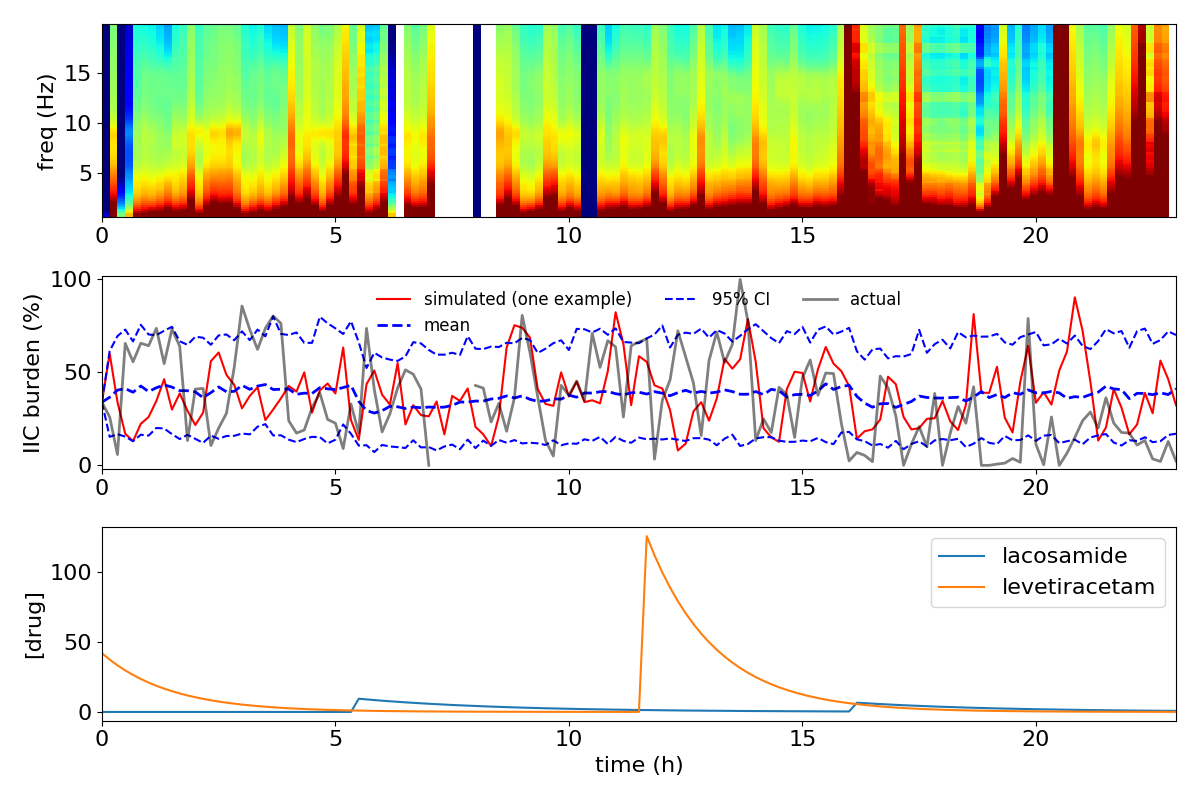 freq (Hz)
15
10
5
0 5 10 15 20
IIC burden (%)
100
50
0
simulated (one example)
mean
95% CI
actual
0 5 10 15 20
[drug]
100
50
0
lacosamide
levetiracetam
0 5 10 15 20
time (h)